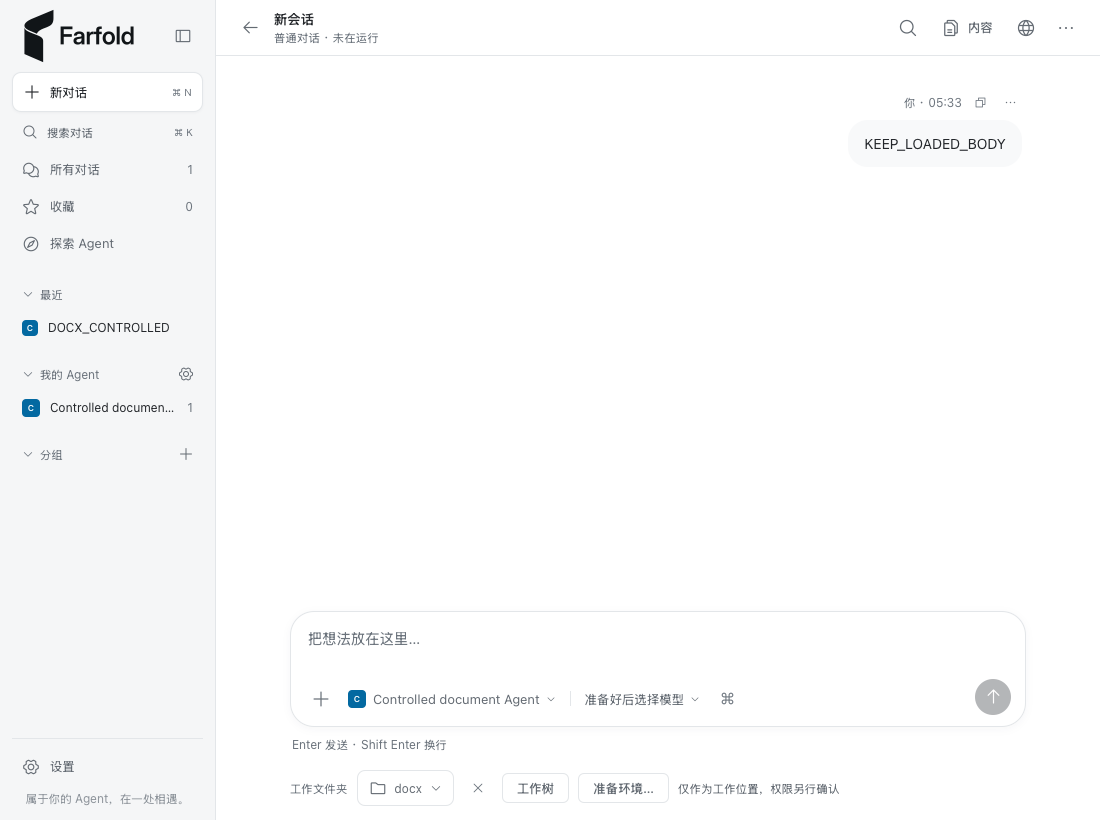 Farfold
新对话 ⌘ N
搜索对话 ⌘ K
所有对话 1
收藏 0
探索 Agent
最近
C DOCX_CONTROLLED
我的 Agent
C Controlled documen... 1
分组
设置
属于你的 Agent，在一处相遇。
新会话
普通对话 · 未在运行
内容
你 · 05:33
KEEP_LOADED_BODY
把想法放在这里...
C Controlled document Agent 准备好后选择模型 ⌘
Enter 发送 · Shift Enter 换行
工作文件夹 docx 工作树 准备环境... 仅作为工作位置，权限另行确认